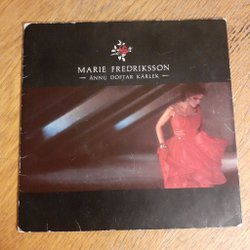 MARIE FREDRIKSSON
— ÄNNU DOFTAR KÄRLEK —